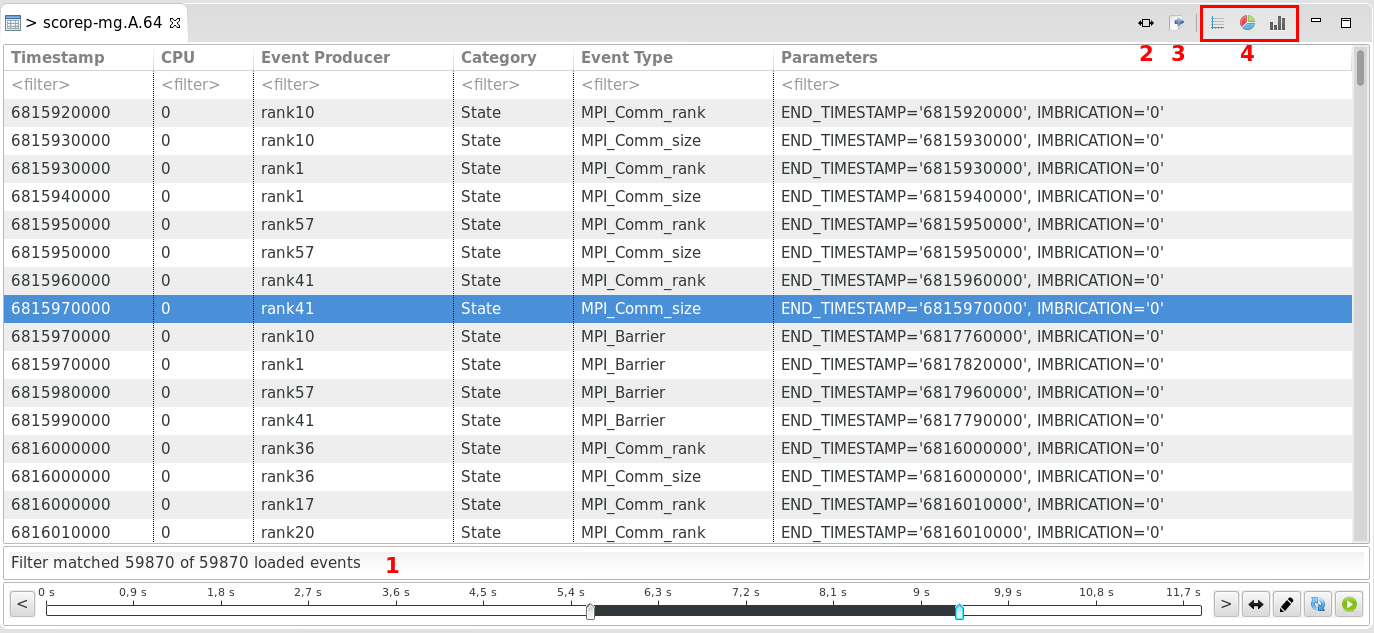 > scorep-mg.A.64
2 3 4
Timestamp CPU Event Producer Category Event Type Parameters
<filter> <filter> <filter> <filter> <filter> <filter>
6815920000 0 rank10 State MPI_Comm_rank END_TIMESTAMP='6815920000', IMBRICATION='0'
6815930000 0 rank10 State MPI_Comm_size END_TIMESTAMP='6815930000', IMBRICATION='0'
6815930000 0 rank1 State MPI_Comm_rank END_TIMESTAMP='6815930000', IMBRICATION='0'
6815940000 0 rank1 State MPI_Comm_size END_TIMESTAMP='6815940000', IMBRICATION='0'
6815950000 0 rank57 State MPI_Comm_rank END_TIMESTAMP='6815950000', IMBRICATION='0'
6815950000 0 rank57 State MPI_Comm_size END_TIMESTAMP='6815950000', IMBRICATION='0'
6815960000 0 rank41 State MPI_Comm_rank END_TIMESTAMP='6815960000', IMBRICATION='0'
6815970000 0 rank41 State MPI_Comm_size END_TIMESTAMP='6815970000', IMBRICATION='0'
6815970000 0 rank10 State MPI_Barrier END_TIMESTAMP='6817760000', IMBRICATION='0'
6815970000 0 rank1 State MPI_Barrier END_TIMESTAMP='6817820000', IMBRICATION='0'
6815980000 0 rank57 State MPI_Barrier END_TIMESTAMP='6817960000', IMBRICATION='0'
6815990000 0 rank41 State MPI_Barrier END_TIMESTAMP='6817790000', IMBRICATION='0'
6816000000 0 rank36 State MPI_Comm_rank END_TIMESTAMP='6816000000', IMBRICATION='0'
6816000000 0 rank36 State MPI_Comm_size END_TIMESTAMP='6816000000', IMBRICATION='0'
6816000000 0 rank17 State MPI_Comm_rank END_TIMESTAMP='6816010000', IMBRICATION='0'
6816010000 0 rank20 State MPI_Comm_rank END_TIMESTAMP='6816010000', IMBRICATION='0'
Filter matched 59870 of 59870 loaded events 1
< 0 s 0,9 s 1,8 s 2,7 s 3,6 s 4,5 s 5,4 s 6,3 s 7,2 s 8,1 s 9 s 9,9 s 10,8 s 11,7 s >